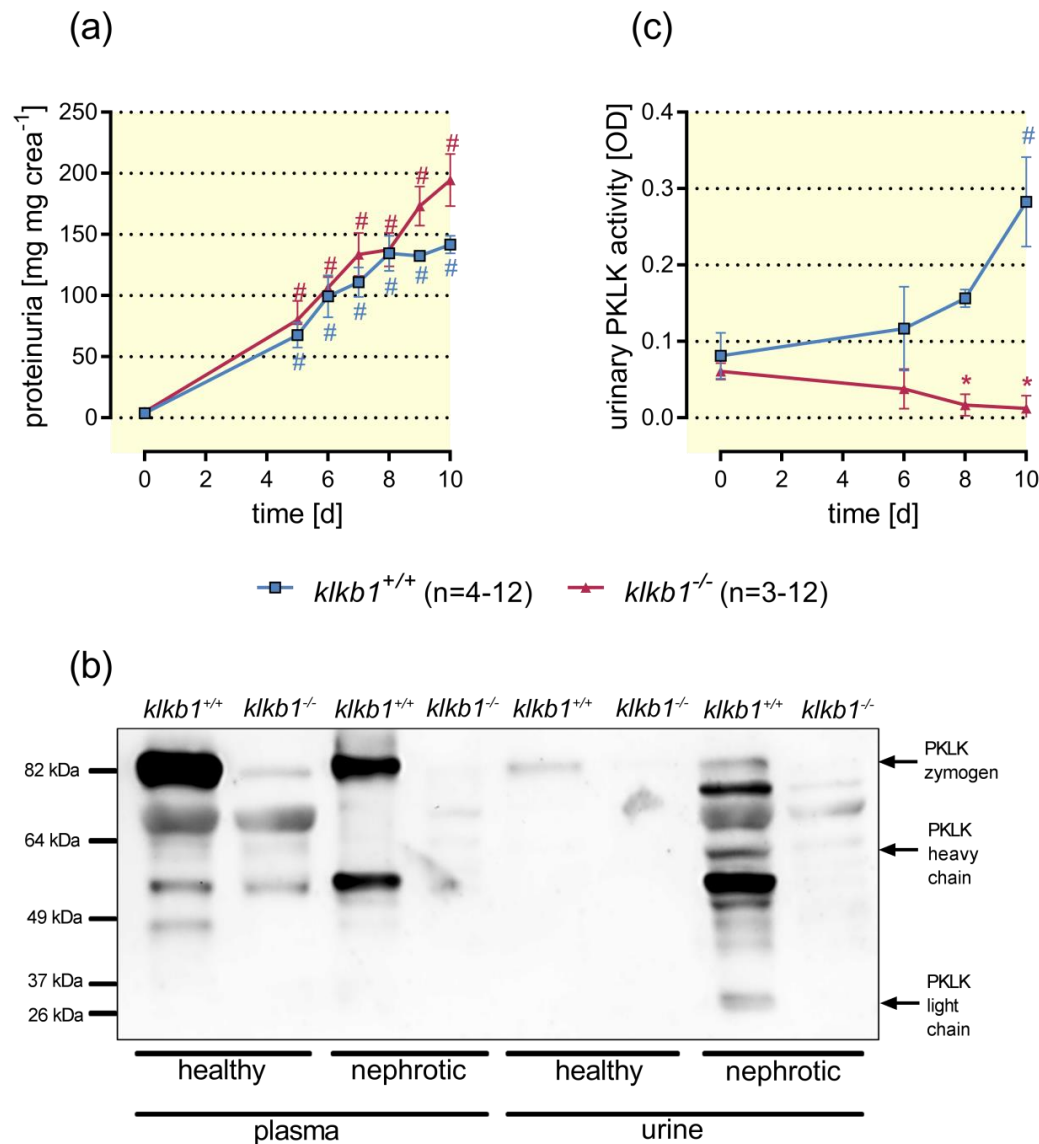 (a)
proteinuria [mg mg crea⁻¹]
250
200
150
100
50
0
# # # # # #
# # # # # #
0 2 4 6 8 10
time [d]
(c)
urinary PKLK activity [OD]
0.4
0.3
0.2
0.1
0.0
#
* *
0 2 4 6 8 10
time [d]
klkb1⁺/⁺ (n=4-12) klkb1⁻/⁻ (n=3-12)
(b)
klkb1⁺/⁺ klkb1⁻/⁻ klkb1⁺/⁺ klkb1⁻/⁻ klkb1⁺/⁺ klkb1⁻/⁻ klkb1⁺/⁺ klkb1⁻/⁻
82 kDa
64 kDa
49 kDa
37 kDa
26 kDa
PKLK
zymogen
PKLK
heavy
chain
PKLK
light
chain
healthy nephrotic healthy nephrotic
plasma urine